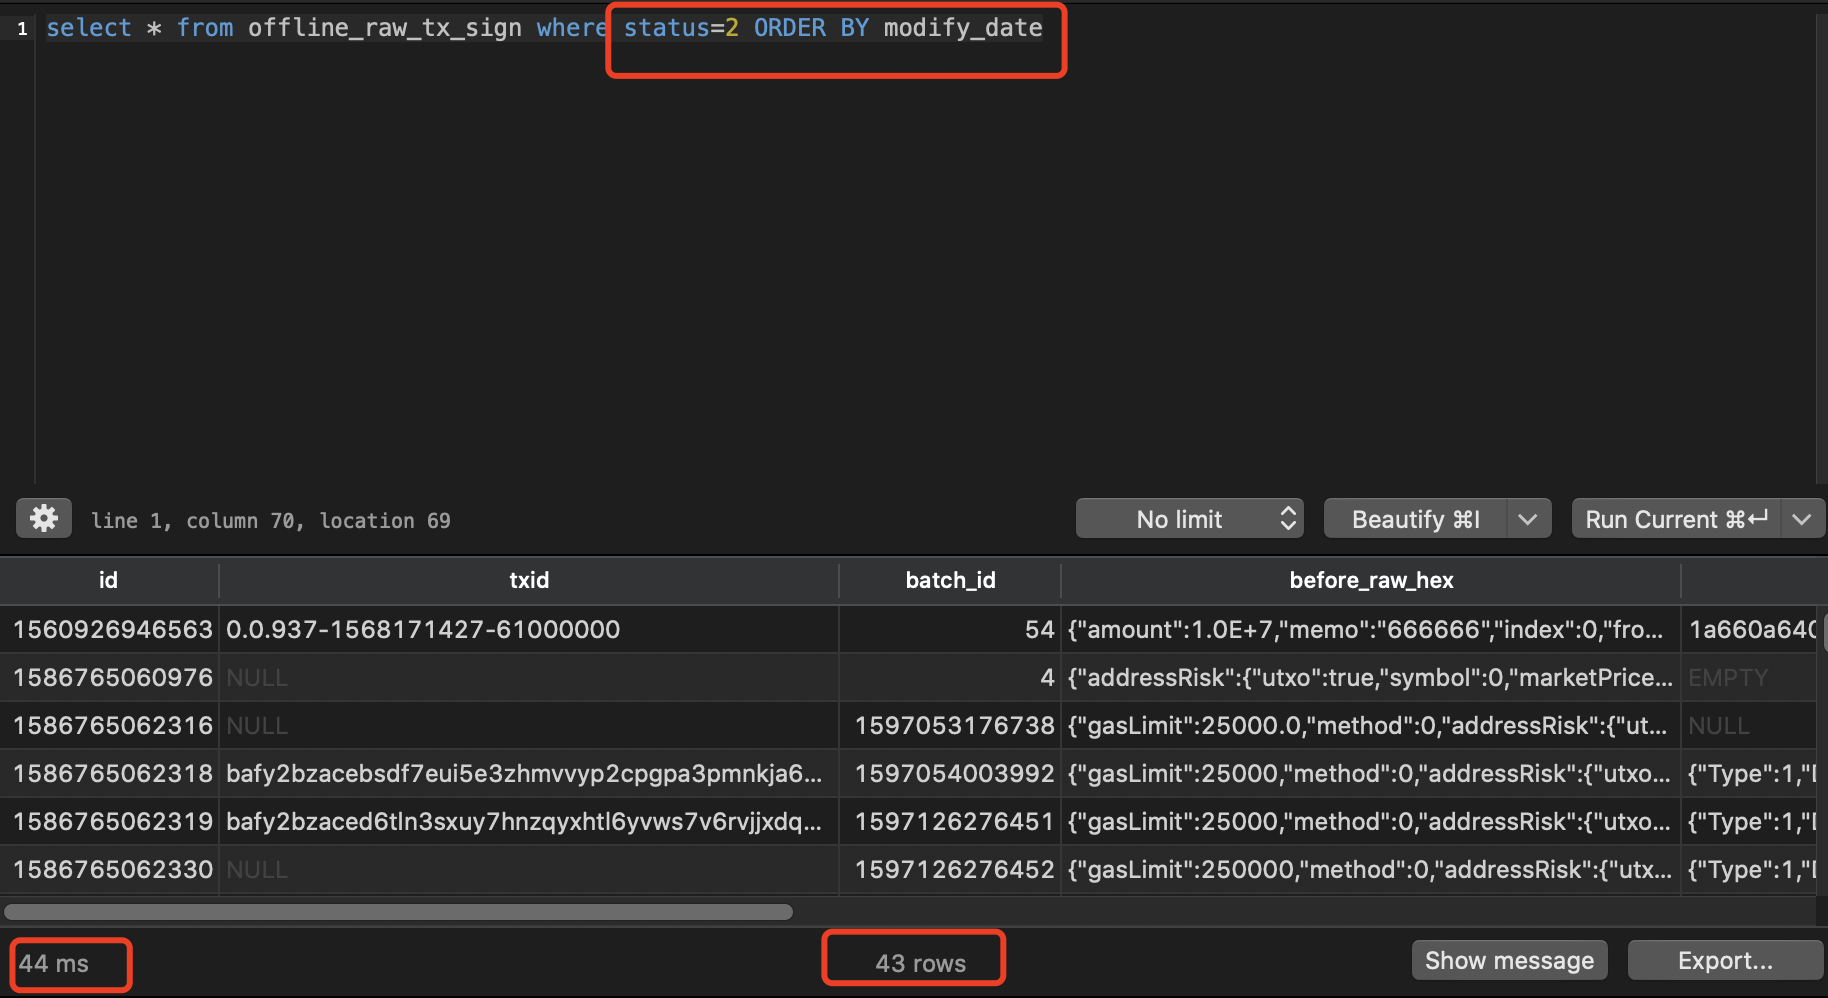 1 select * from offline_raw_tx_sign where status=2 ORDER BY modify_date
line 1, column 70, location 69
No limit
Beautify ⌘I
Run Current ⌘↵
id txid batch_id before_raw_hex
1560926946563 0.0.937-1568171427-61000000 54 {"amount":1.0E+7,"memo":"666666","index":0,"fro... 1a660a640
1586765060976 NULL 4 {"addressRisk":{"utxo":true,"symbol":0,"marketPrice... EMPTY
1586765062316 NULL 1597053176738 {"gasLimit":25000.0,"method":0,"addressRisk":{"ut... NULL
1586765062318 bafy2bzacebsdf7eui5e3zhmvvyp2cpgpa3pmnkja6... 1597054003992 {"gasLimit":25000,"method":0,"addressRisk":{"utxo... {"Type":1,"
1586765062319 bafy2bzaced6tln3sxuy7hnzqyxhtl6yvws7v6rvjjxdq... 1597126276451 {"gasLimit":25000,"method":0,"addressRisk":{"utxo... {"Type":1,"
1586765062330 NULL 1597126276452 {"gasLimit":250000,"method":0,"addressRisk":{"utx... {"Type":1,"
44 ms
43 rows
Show message
Export...